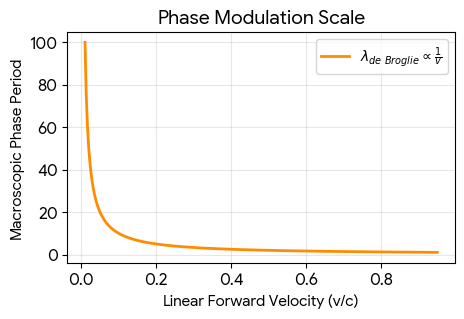 Phase Modulation Scale
λde Broglie ∝ 1/v
Macroscopic Phase Period
100
80
60
40
20
0
0.0 0.2 0.4 0.6 0.8
Linear Forward Velocity (v/c)